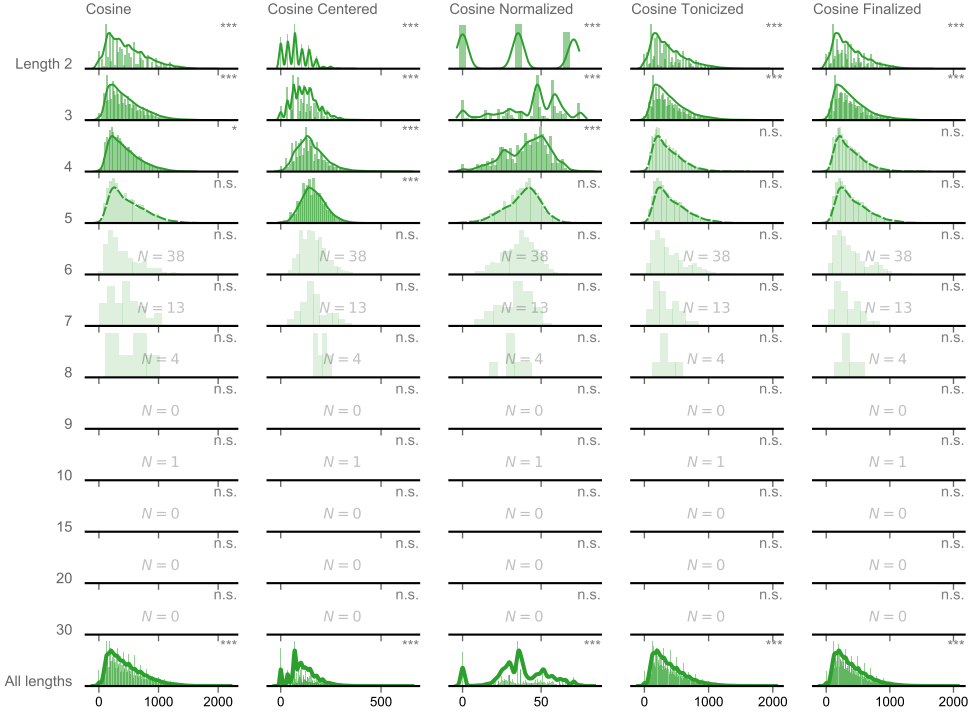 Cosine Cosine Centered Cosine Normalized Cosine Tonicized Cosine Finalized
*** *** *** *** ***
Length 2
*** *** *** *** ***
3
* *** *** n.s. n.s.
4
n.s. *** n.s. n.s. n.s.
5
n.s. n.s. n.s. n.s. n.s.
N = 38 N = 38 N = 38 N = 38 N = 38
6
n.s. n.s. n.s. n.s. n.s.
N = 13 N = 13 N = 13 N = 13 N = 13
7
n.s. n.s. n.s. n.s. n.s.
N = 4 N = 4 N = 4 N = 4 N = 4
8
n.s. n.s. n.s. n.s. n.s.
N = 0 N = 0 N = 0 N = 0 N = 0
9
n.s. n.s. n.s. n.s. n.s.
N = 1 N = 1 N = 1 N = 1 N = 1
10
n.s. n.s. n.s. n.s. n.s.
N = 0 N = 0 N = 0 N = 0 N = 0
15
n.s. n.s. n.s. n.s. n.s.
N = 0 N = 0 N = 0 N = 0 N = 0
20
n.s. n.s. n.s. n.s. n.s.
N = 0 N = 0 N = 0 N = 0 N = 0
30
*** *** *** *** ***
All lengths
0 1000 2000 0 500 0 50 0 1000 2000 0 1000 2000